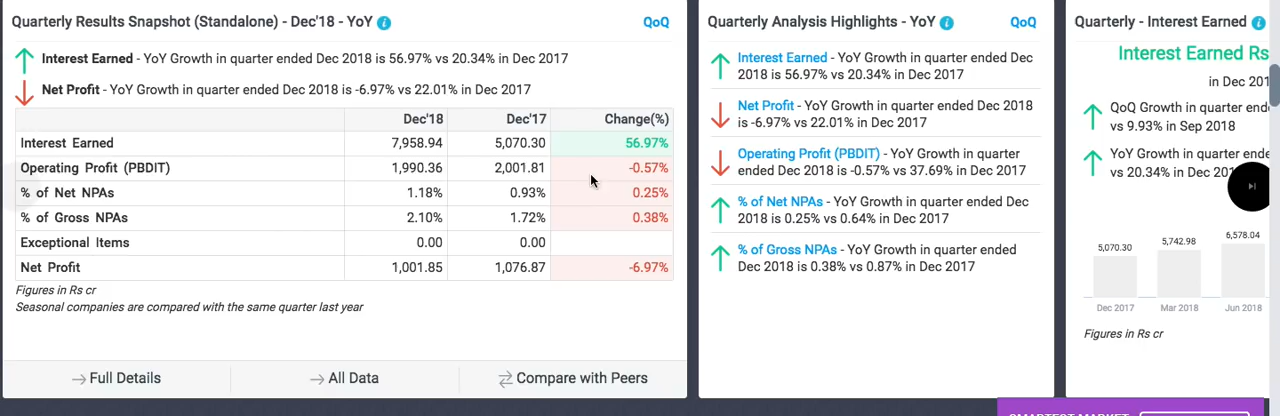 Quarterly Results Snapshot (Standalone) - Dec'18 - YoY QoQ
Interest Earned - YoY Growth in quarter ended Dec 2018 is 56.97% vs 20.34% in Dec 2017
Net Profit - YoY Growth in quarter ended Dec 2018 is -6.97% vs 22.01% in Dec 2017
Dec'18 Dec'17 Change(%)
Interest Earned 7,958.94 5,070.30 56.97%
Operating Profit (PBDIT) 1,990.36 2,001.81 -0.57%
% of Net NPAs 1.18% 0.93% 0.25%
% of Gross NPAs 2.10% 1.72% 0.38%
Exceptional Items 0.00 0.00
Net Profit 1,001.85 1,076.87 -6.97%
Figures in Rs cr
Seasonal companies are compared with the same quarter last year
Full Details All Data Compare with Peers
Quarterly Analysis Highlights - YoY QoQ
Interest Earned - YoY Growth in quarter ended Dec
2018 is 56.97% vs 20.34% in Dec 2017
Net Profit - YoY Growth in quarter ended Dec 2018
is -6.97% vs 22.01% in Dec 2017
Operating Profit (PBDIT) - YoY Growth in quarter
ended Dec 2018 is -0.57% vs 37.69% in Dec 2017
% of Net NPAs - YoY Growth in quarter ended Dec
2018 is 0.25% vs 0.64% in Dec 2017
% of Gross NPAs - YoY Growth in quarter ended
Dec 2018 is 0.38% vs 0.87% in Dec 2017
Quarterly - Interest Earned
Interest Earned Rs
in Dec 201
QoQ Growth in quarter end
vs 9.93% in Sep 2018
YoY Growth in quarter ende
vs 20.34% in Dec 201
5,070.30 5,742.98 6,578.04
Dec 2017 Mar 2018 Jun 2018
Figures in Rs cr